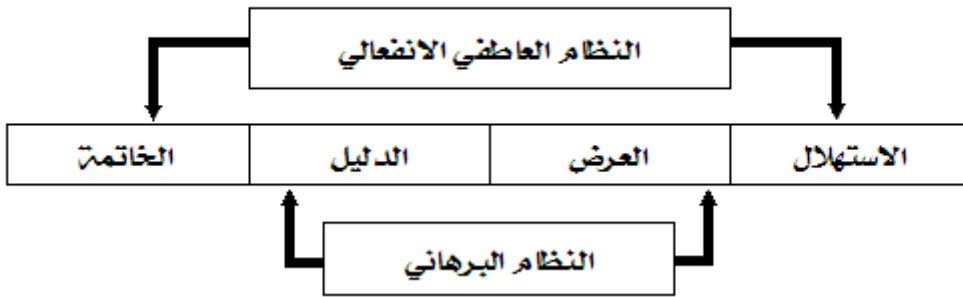 النظام العاطفي الانفعالي
الاستهلال العرض الدليل الخاتمة
النظام البرهاني